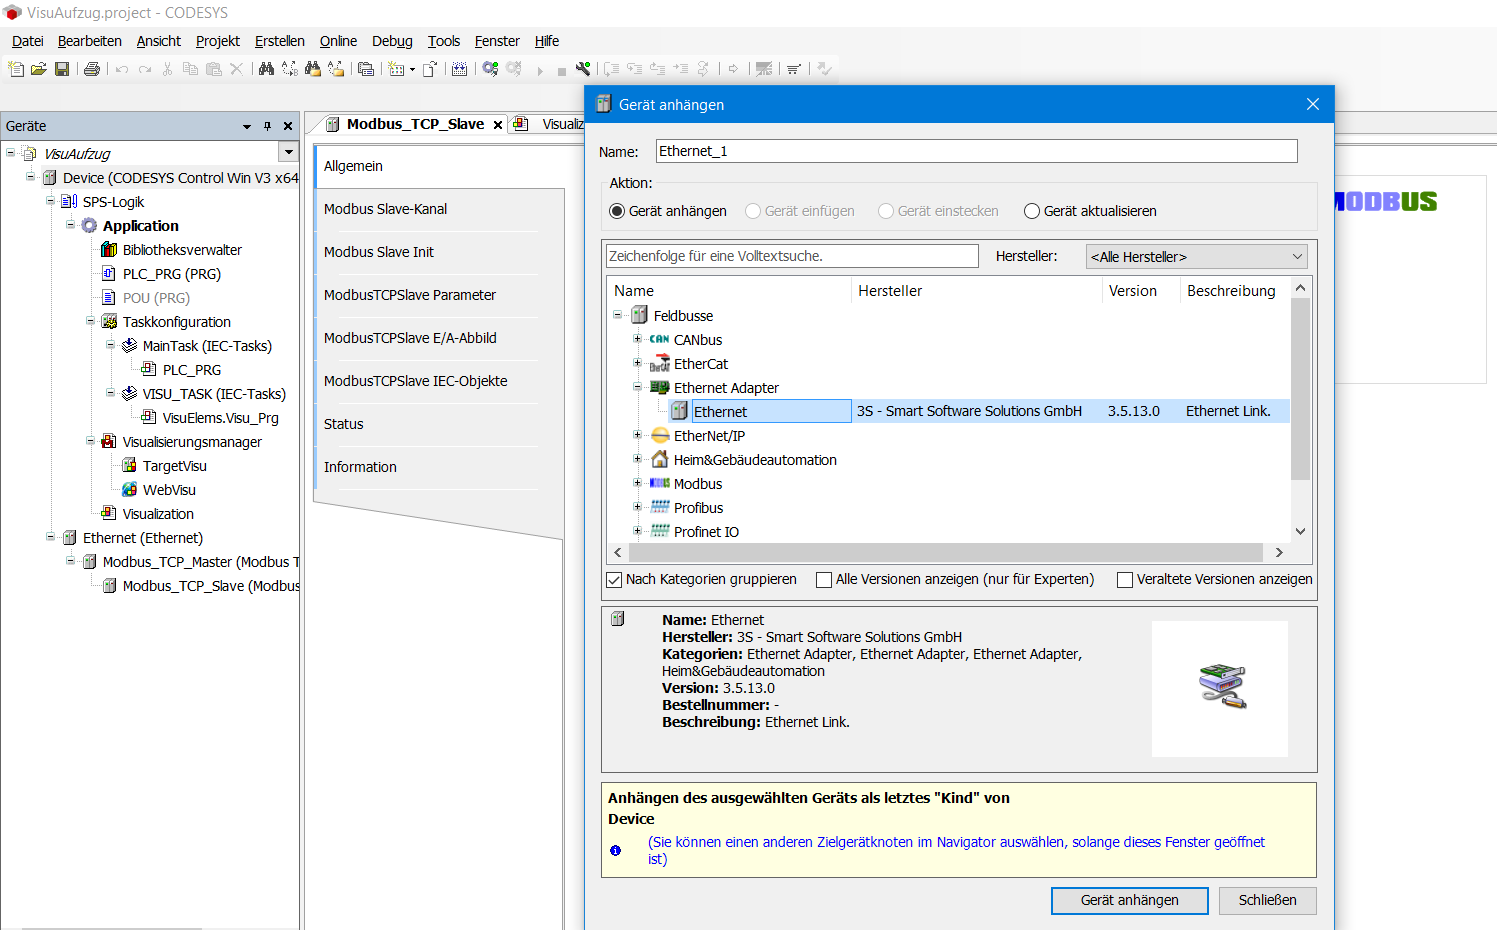 VisuAufzug.project - CODESYS
Datei Bearbeiten Ansicht Projekt Erstellen Online Debug Tools Fenster Hilfe
Geräte
VisuAufzug
Device (CODESYS Control Win V3 x64
SPS-Logik
Application
Bibliotheksverwalter
PLC_PRG (PRG)
POU (PRG)
Taskkonfiguration
MainTask (IEC-Tasks)
PLC_PRG
VISU_TASK (IEC-Tasks)
VisuElems.Visu_Prg
Visualisierungsmanager
TargetVisu
WebVisu
Visualization
Ethernet (Ethernet)
Modbus_TCP_Master (Modbus T
Modbus_TCP_Slave (Modbus
Modbus_TCP_Slave Visualiz
Allgemein
Modbus Slave-Kanal
Modbus Slave Init
ModbusTCPSlave Parameter
ModbusTCPSlave E/A-Abbild
ModbusTCPSlave IEC-Objekte
Status
Information
MODBUS
Gerät anhängen
Name: Ethernet_1
Aktion:
Gerät anhängen Gerät einfügen Gerät einstecken Gerät aktualisieren
Zeichenfolge für eine Volltextsuche. Hersteller: <Alle Hersteller>
Name Hersteller Version Beschreibung
Feldbusse
CAN CANbus
EtherCAT EtherCat
Ethernet Adapter
Ethernet 3S - Smart Software Solutions GmbH 3.5.13.0 Ethernet Link.
EtherNet/IP
Heim&Gebäudeautomation
MODBUS Modbus
Profibus
Profinet IO
Nach Kategorien gruppieren Alle Versionen anzeigen (nur für Experten) Veraltete Versionen anzeigen
Name: Ethernet
Hersteller: 3S - Smart Software Solutions GmbH
Kategorien: Ethernet Adapter, Ethernet Adapter, Ethernet Adapter,
Heim&Gebäudeautomation
Version: 3.5.13.0
Bestellnummer: -
Beschreibung: Ethernet Link.
Anhängen des ausgewählten Geräts als letztes "Kind" von
Device
(Sie können einen anderen Zielgerätknoten im Navigator auswählen, solange dieses Fenster geöffnet
ist)
Gerät anhängen Schließen